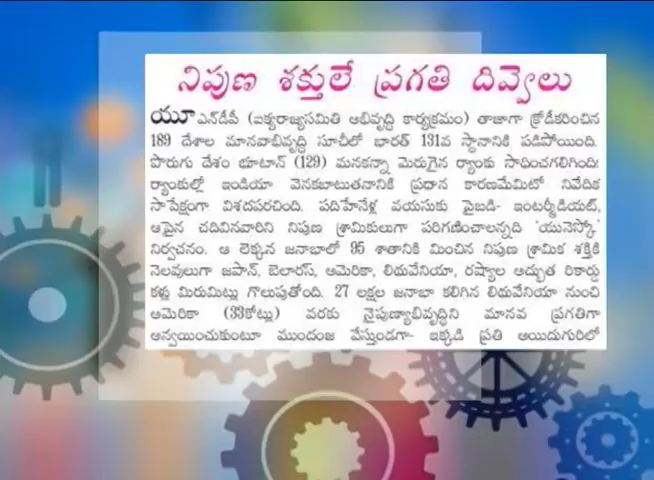 నిపుణ శక్తులే ప్రగతి దివ్వెలు
యూఎన్‌డీపీ (ఐక్యరాజ్యసమితి అభివృద్ధి కార్యక్రమం) తాజాగా క్రోడీకరించిన
189 దేశాల మానవాభివృద్ధి సూచీలో భారత్ 131వ స్థానానికి పడిపోయింది.
పొరుగు దేశం భూటాన్ (129) మనకన్నా మెరుగైన ర్యాంకు సాధించగలిగింది!
ర్యాంకుల్లో ఇండియా వెనకబాటుతనానికి ప్రధాన కారణమేమిటో నివేదిక
సాపేక్షంగా విశదపరచింది. పదిహేనేళ్ల వయసుకు పైబడి- ఇంటర్మీడియట్,
ఆపైన చదివినవారిని నిపుణ శ్రామికులుగా పరిగణించాలన్నది 'యునెస్కో'
నిర్వచనం. ఆ లెక్కన జనాభాలో 95 శాతానికి మించిన నిపుణ శ్రామిక శక్తికి
నెలవులుగా జపాన్, బెలారస్, అమెరికా, లిథువేనియా, రష్యాల అద్భుత రికార్డు
కళ్లు మిరుమిట్లు గొలుపుతోంది. 27 లక్షల జనాభా కలిగిన లిథువేనియా నుంచి
అమెరికా (33కోట్లు) వరకు నైపుణ్యాభివృద్ధిని మానవ ప్రగతిగా
అన్వయించుకుంటూ ముందంజ వేస్తుండగా- ఇక్కడి ప్రతి అయిదుగురిలో